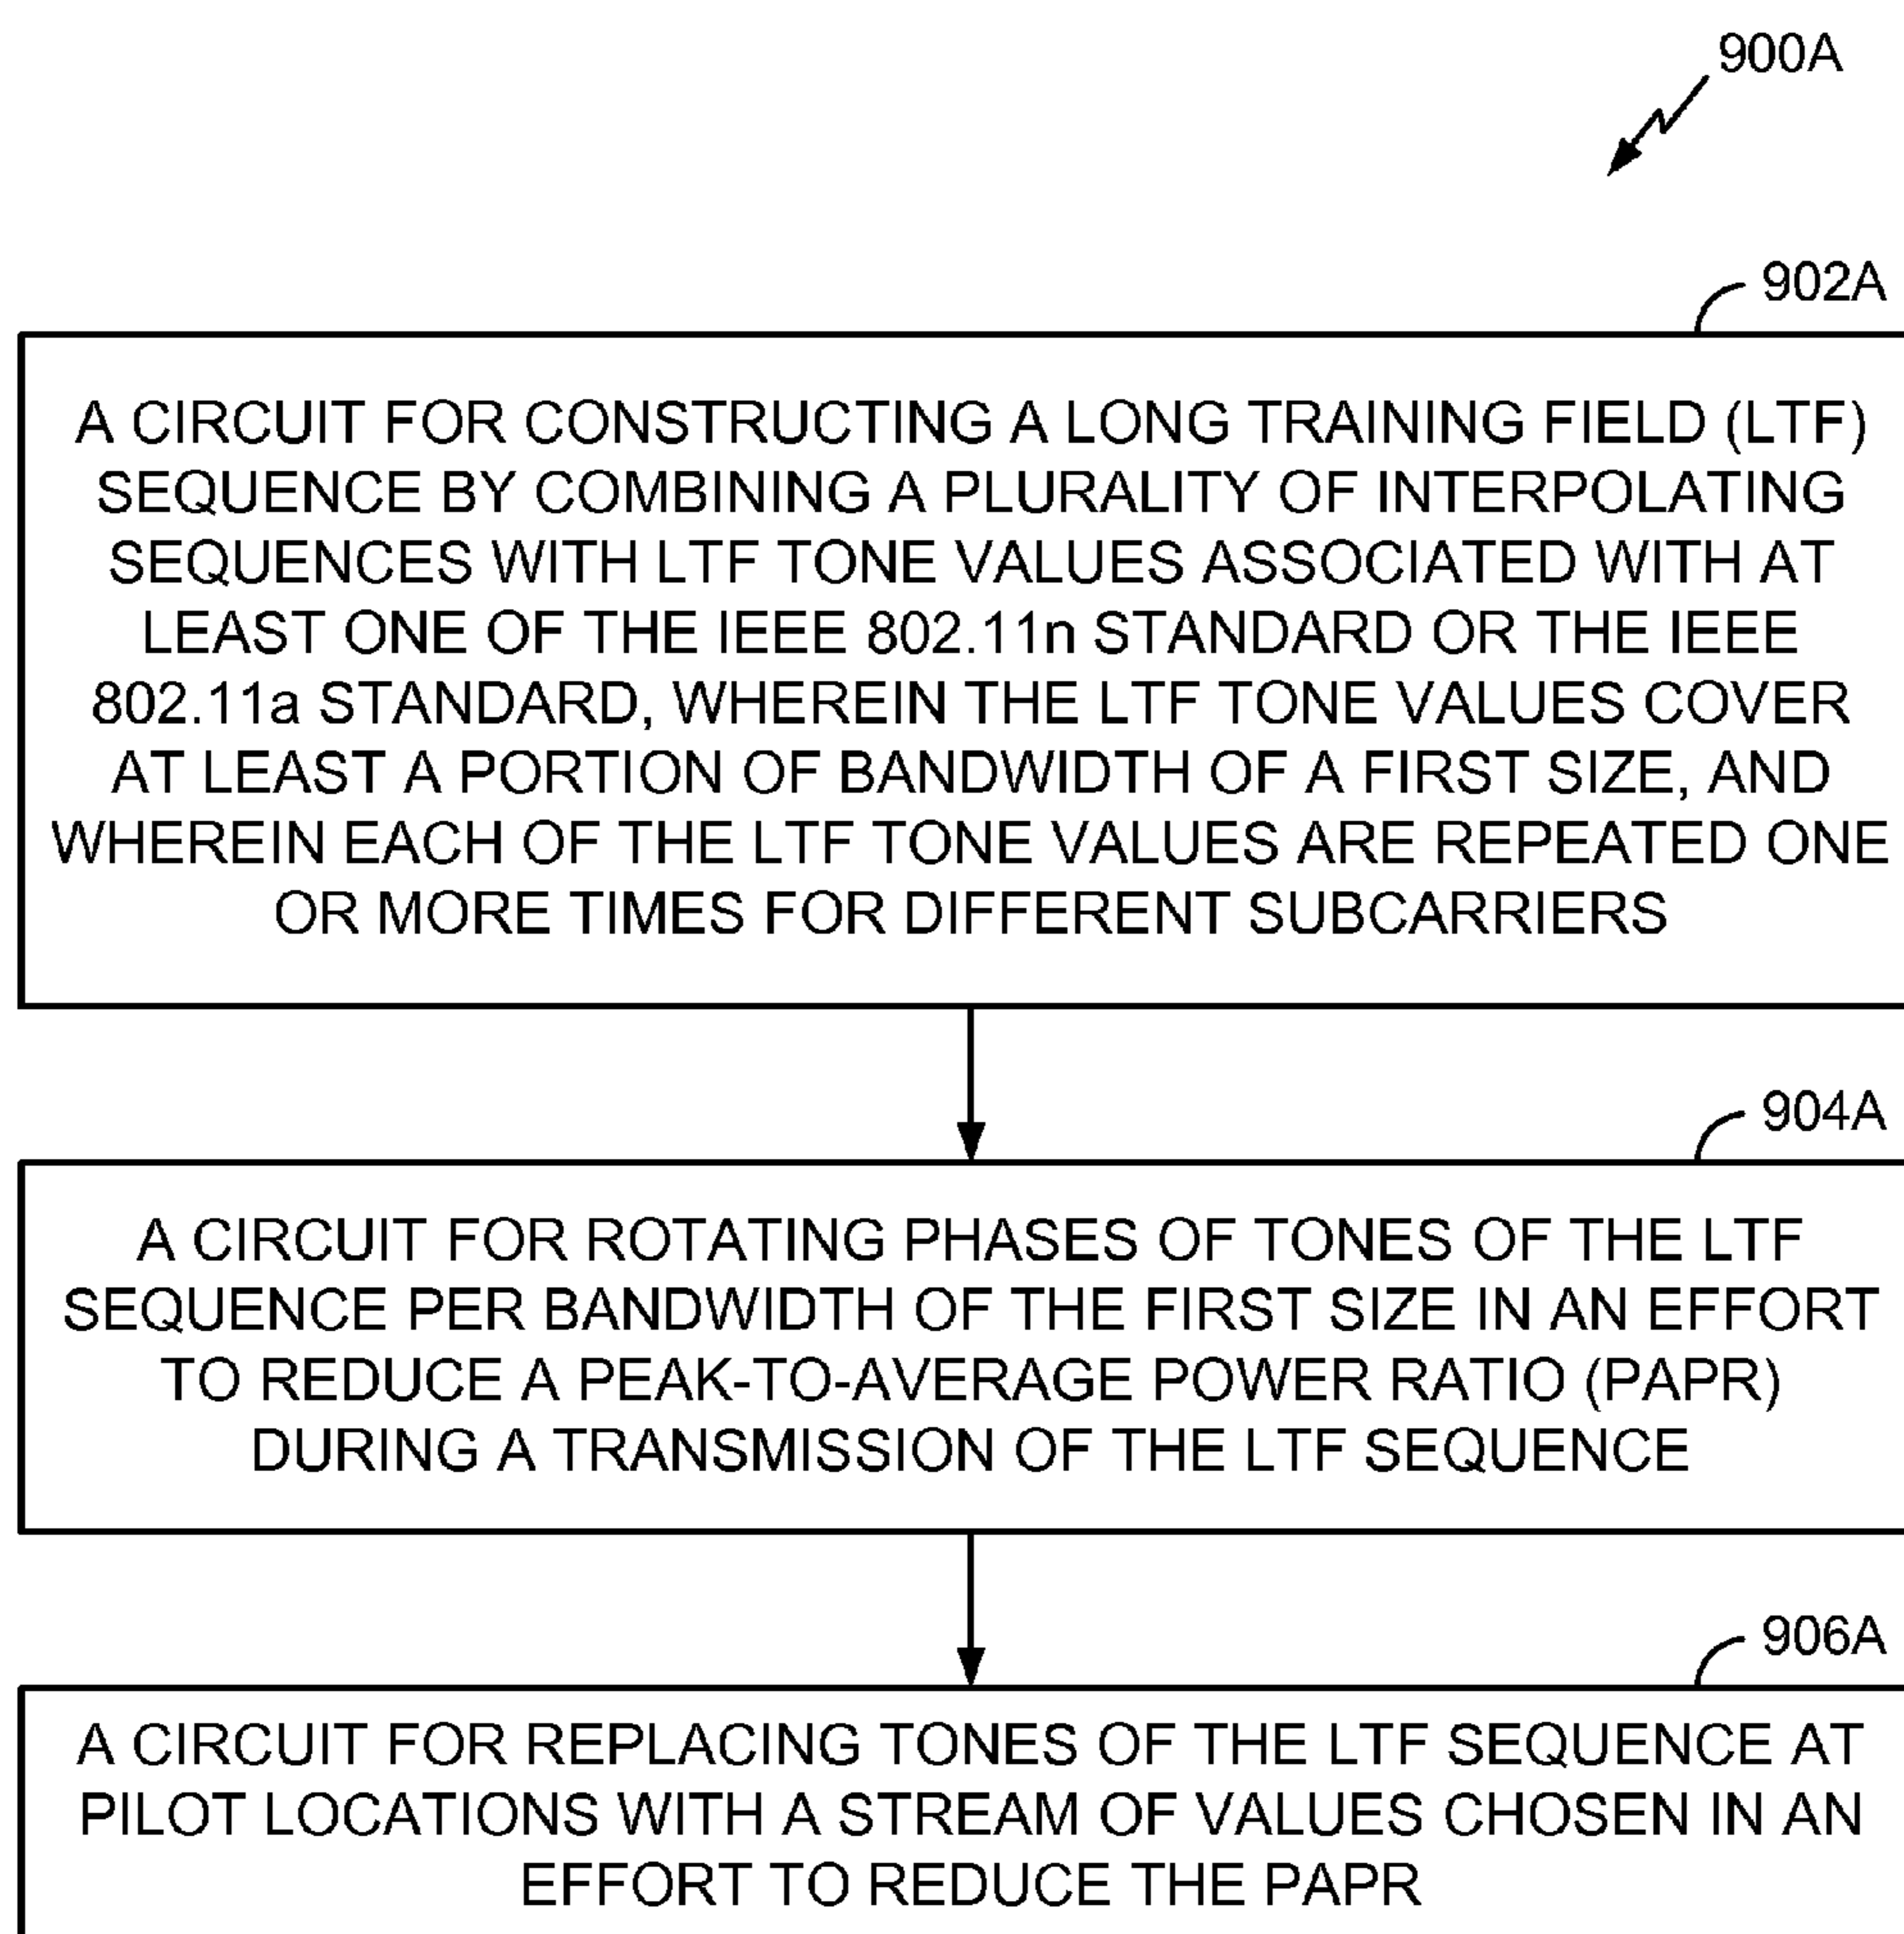 900A
902A
A CIRCUIT FOR CONSTRUCTING A LONG TRAINING FIELD (LTF)
SEQUENCE BY COMBINING A PLURALITY OF INTERPOLATING
SEQUENCES WITH LTF TONE VALUES ASSOCIATED WITH AT
LEAST ONE OF THE IEEE 802.11n STANDARD OR THE IEEE
802.11a STANDARD, WHEREIN THE LTF TONE VALUES COVER
AT LEAST A PORTION OF BANDWIDTH OF A FIRST SIZE, AND
WHEREIN EACH OF THE LTF TONE VALUES ARE REPEATED ONE
OR MORE TIMES FOR DIFFERENT SUBCARRIERS
904A
A CIRCUIT FOR ROTATING PHASES OF TONES OF THE LTF
SEQUENCE PER BANDWIDTH OF THE FIRST SIZE IN AN EFFORT
TO REDUCE A PEAK-TO-AVERAGE POWER RATIO (PAPR)
DURING A TRANSMISSION OF THE LTF SEQUENCE
906A
A CIRCUIT FOR REPLACING TONES OF THE LTF SEQUENCE AT
PILOT LOCATIONS WITH A STREAM OF VALUES CHOSEN IN AN
EFFORT TO REDUCE THE PAPR